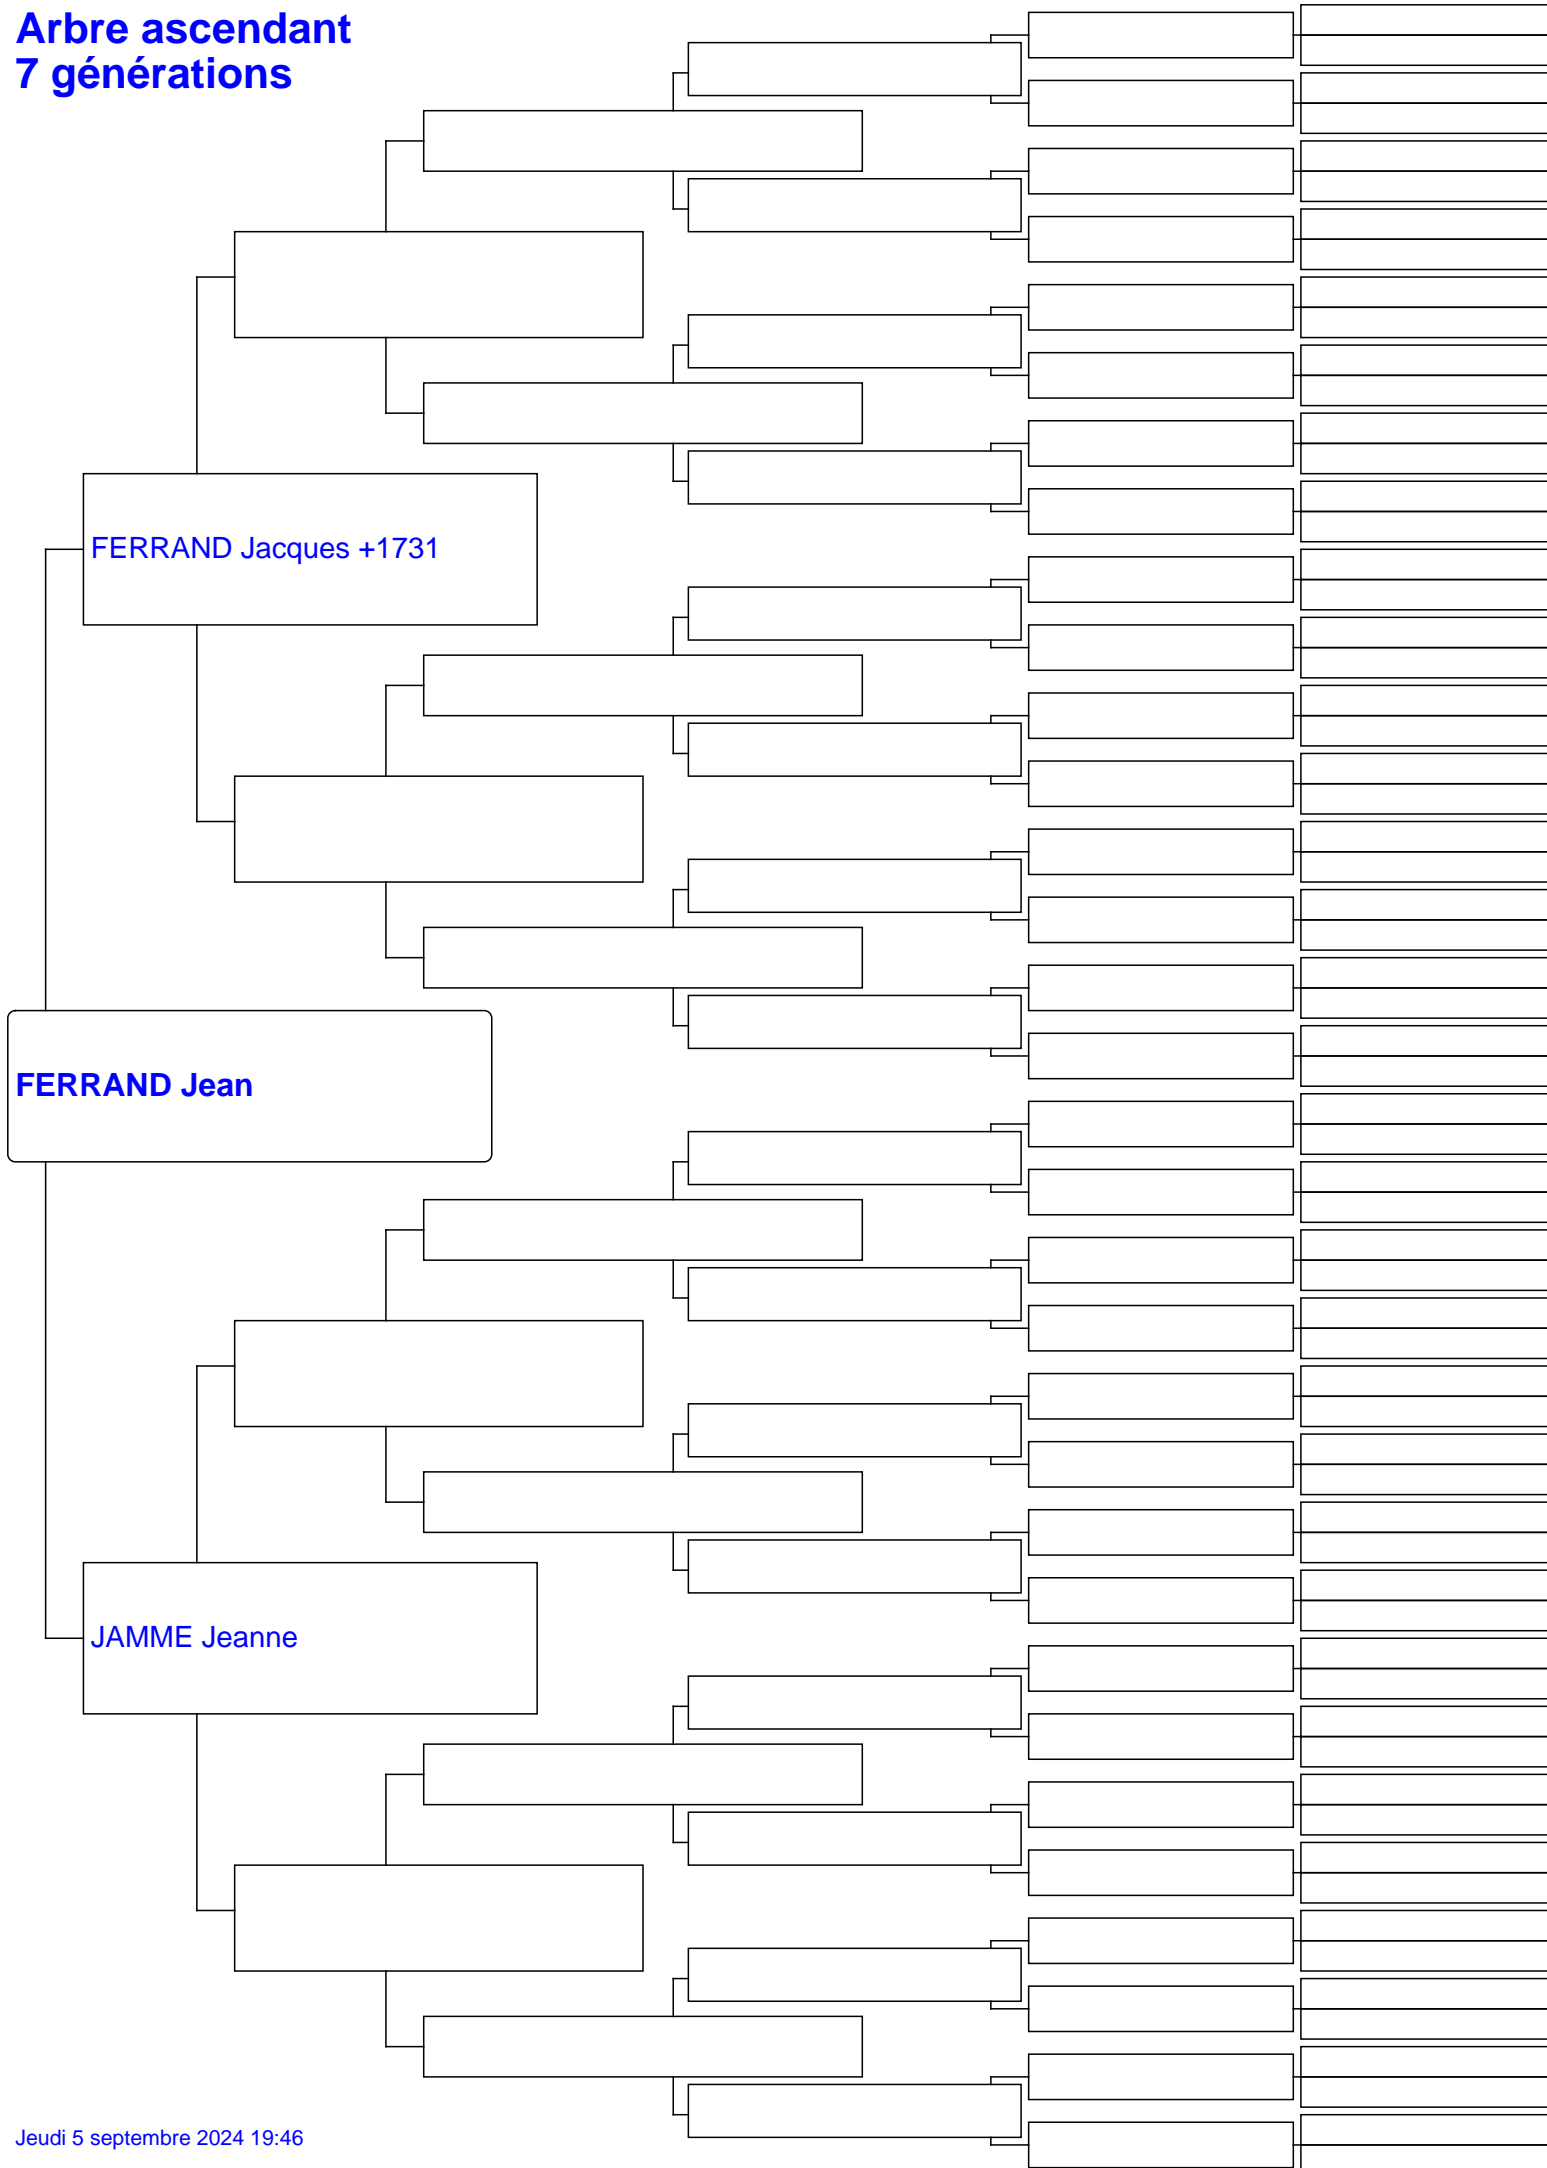 Arbre ascendant
7 générations
FERRAND Jacques +1731
FERRAND Jean
JAMME Jeanne
Jeudi 5 septembre 2024 19:46